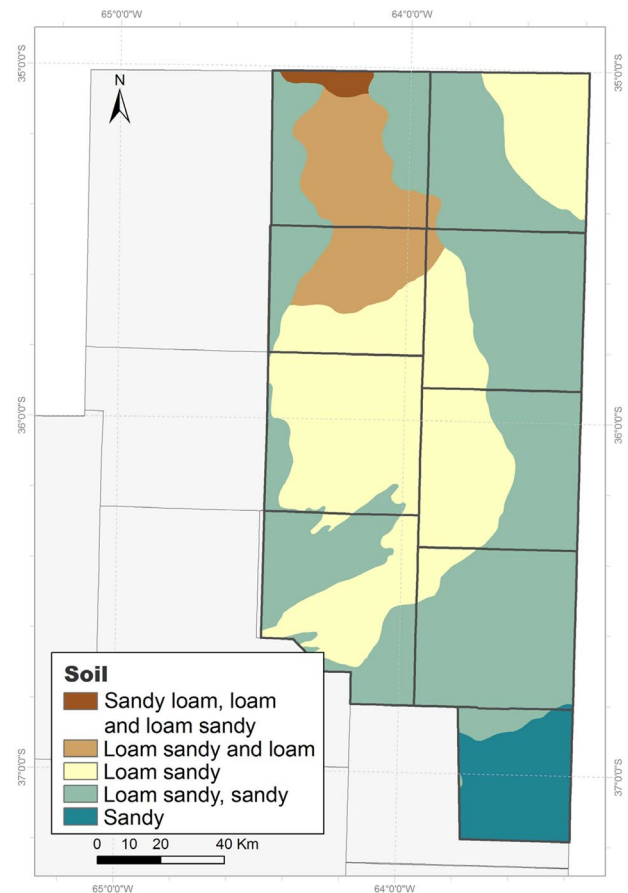 65°0'0"W 64°0'0"W
35°0'0"S 35°0'0"S
N
36°0'0"S 36°0'0"S
Soil
Sandy loam, loam
and loam sandy
Loam sandy and loam
Loam sandy
Loam sandy, sandy
Sandy
37°0'0"S 37°0'0"S
0 10 20 40 Km
65°0'0"W 64°0'0"W